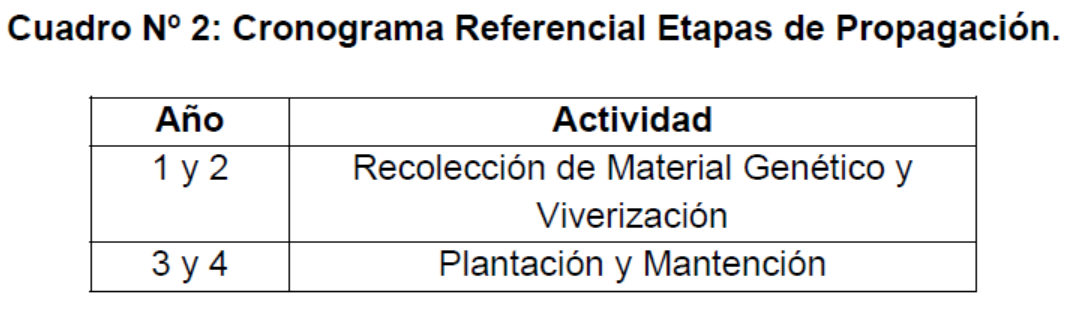 Cuadro Nº 2: Cronograma Referencial Etapas de Propagación.
Año Actividad
1 y 2 Recolección de Material Genético y
Viverización
3 y 4 Plantación y Mantención